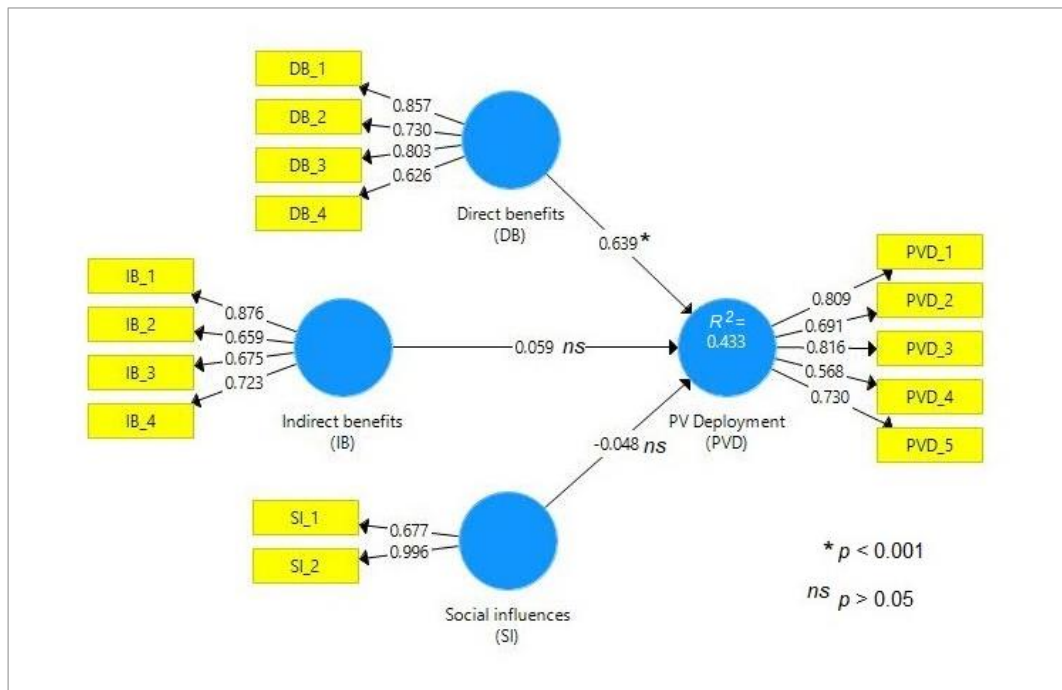 DB_1
DB_2
DB_3
DB_4
0.857
0.730
0.803
0.626
Direct benefits
(DB)
0.639 *
IB_1
IB_2
IB_3
IB_4
0.876
0.659
0.675
0.723
Indirect benefits
(IB)
0.059 ns
R²=
0.433
PV Deployment
(PVD)
0.809
0.691
0.816
0.568
0.730
PVD_1
PVD_2
PVD_3
PVD_4
PVD_5
-0.048 ns
SI_1
SI_2
0.677
0.996
Social influences
(SI)
* p < 0.001
ns p > 0.05